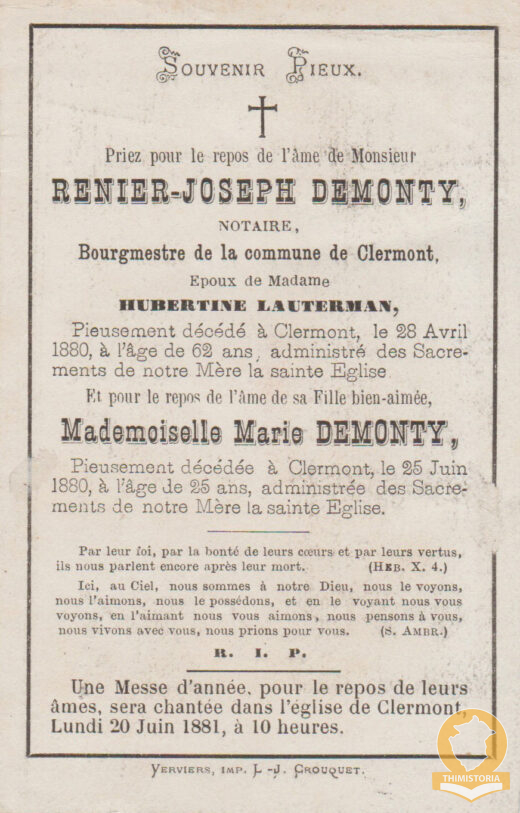 SOUVENIR PIEUX.
Priez pour le repos de l'âme de Monsieur
RENIER-JOSEPH DEMONTY,
NOTAIRE,
Bourgmestre de la commune de Clermont,
Epoux de Madame
HUBERTINE LAUTERMAN,
Pieusement décédé à Clermont, le 28 Avril
1880, à l'âge de 62 ans, administré des Sacre-
ments de notre Mère la sainte Eglise
Et pour le repos de l'âme de sa Fille bien-aimée,
Mademoiselle Marie DEMONTY,
Pieusement décédée à Clermont, le 25 Juin
1880, à l'âge de 25 ans, administrée des Sacre-
ments de notre Mère la sainte Eglise.
Par leur foi, par la bonté de leurs cœurs et par leurs vertus,
ils nous parlent encore après leur mort. (HEB. X. 4.)
Ici, au Ciel, nous sommes à notre Dieu, nous le voyons,
nous l'aimons, nous le possédons, et en le voyant nous vous
voyons, en l'aimant nous vous aimons, nous pensons à vous,
nous vivons avec vous, nous prions pour vous. (S. AMBR.)
R. I. P.
Une Messe d'année, pour le repos de leurs
âmes, sera chantée dans l'église de Clermont,
Lundi 20 Juin 1881, à 10 heures.
VERVIERS, IMP. L.-J. CROUQUET.
THIMISTORIA